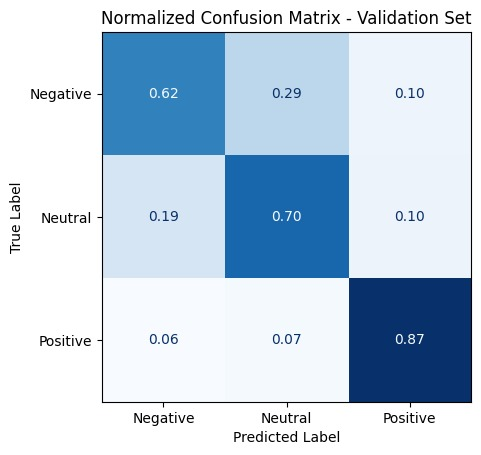 Normalized Confusion Matrix - Validation Set
True Label
Negative 0.62 0.29 0.10
Neutral 0.19 0.70 0.10
Positive 0.06 0.07 0.87
Negative Neutral Positive
Predicted Label